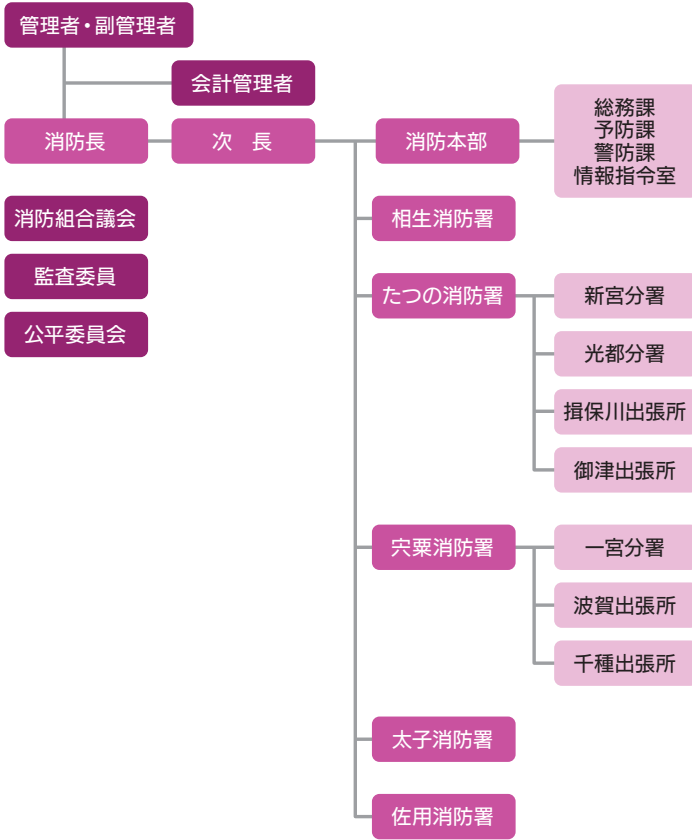 管理者・副管理者
会計管理者
消防長
次　長
消防本部
総務課
予防課
警防課
情報指令室
消防組合議会
監査委員
公平委員会
相生消防署
たつの消防署
新宮分署
光都分署
揖保川出張所
御津出張所
宍粟消防署
一宮分署
波賀出張所
千種出張所
太子消防署
佐用消防署